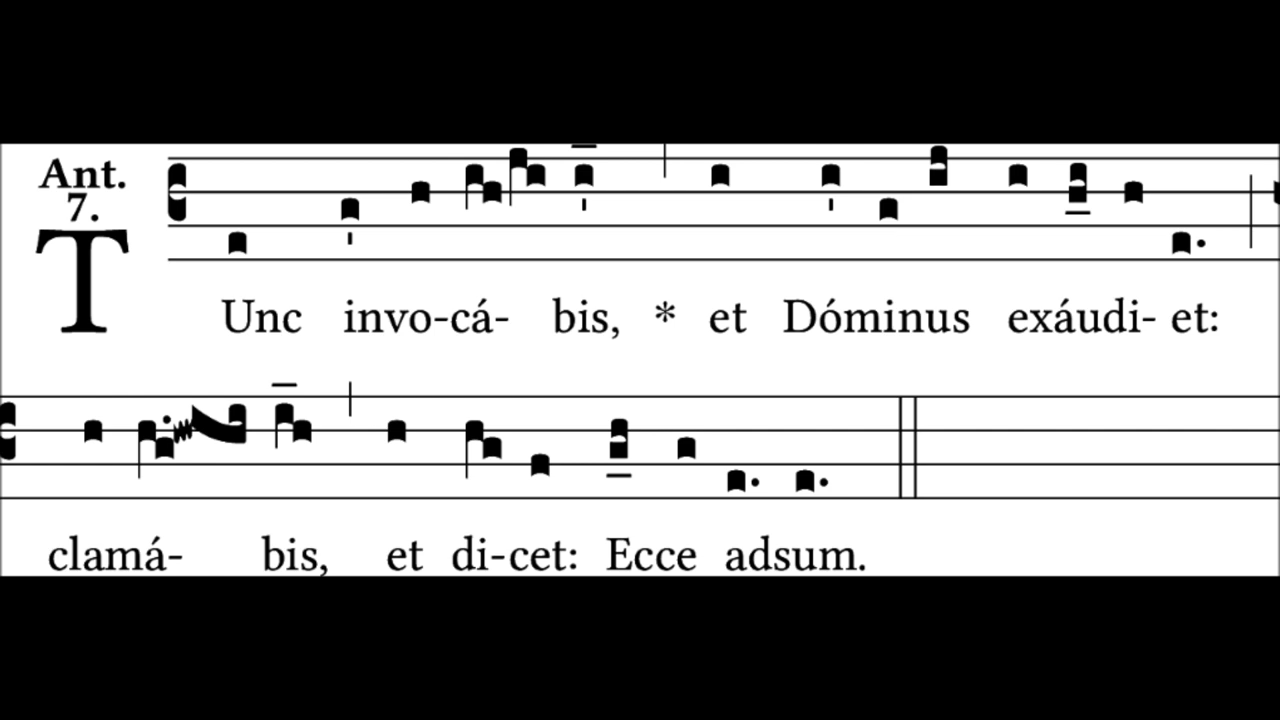 Ant.
7.
TUnc invo-cá- bis, * et Dóminus exáudi- et:
clamá- bis, et di-cet: Ecce adsum.